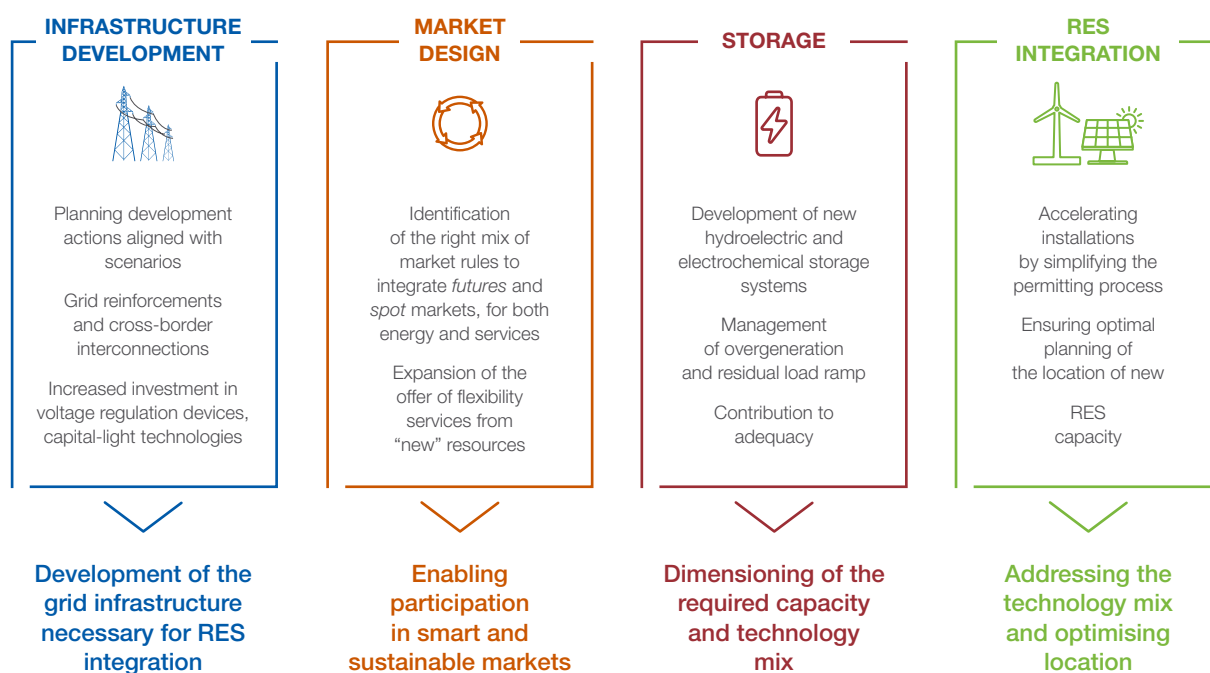 INFRASTRUCTURE
DEVELOPMENT
Planning development
actions aligned with
scenarios
Grid reinforcements
and cross-border
interconnections
Increased investment in
voltage regulation devices,
capital-light technologies
Development of the
grid infrastructure
necessary for RES
integration
MARKET
DESIGN
Identification
of the right mix of
market rules to
integrate futures and
spot markets, for both
energy and services
Expansion of the
offer of flexibility
services from
“new” resources
Enabling
participation
in smart and
sustainable markets
STORAGE
Development of new
hydroelectric and
electrochemical storage
systems
Management
of overgeneration
and residual load ramp
Contribution to
adequacy
Dimensioning of the
required capacity
and technology
mix
RES
INTEGRATION
Accelerating
installations
by simplifying the
permitting process
Ensuring optimal
planning of
the location of new
RES
capacity
Addressing the
technology mix
and optimising
location